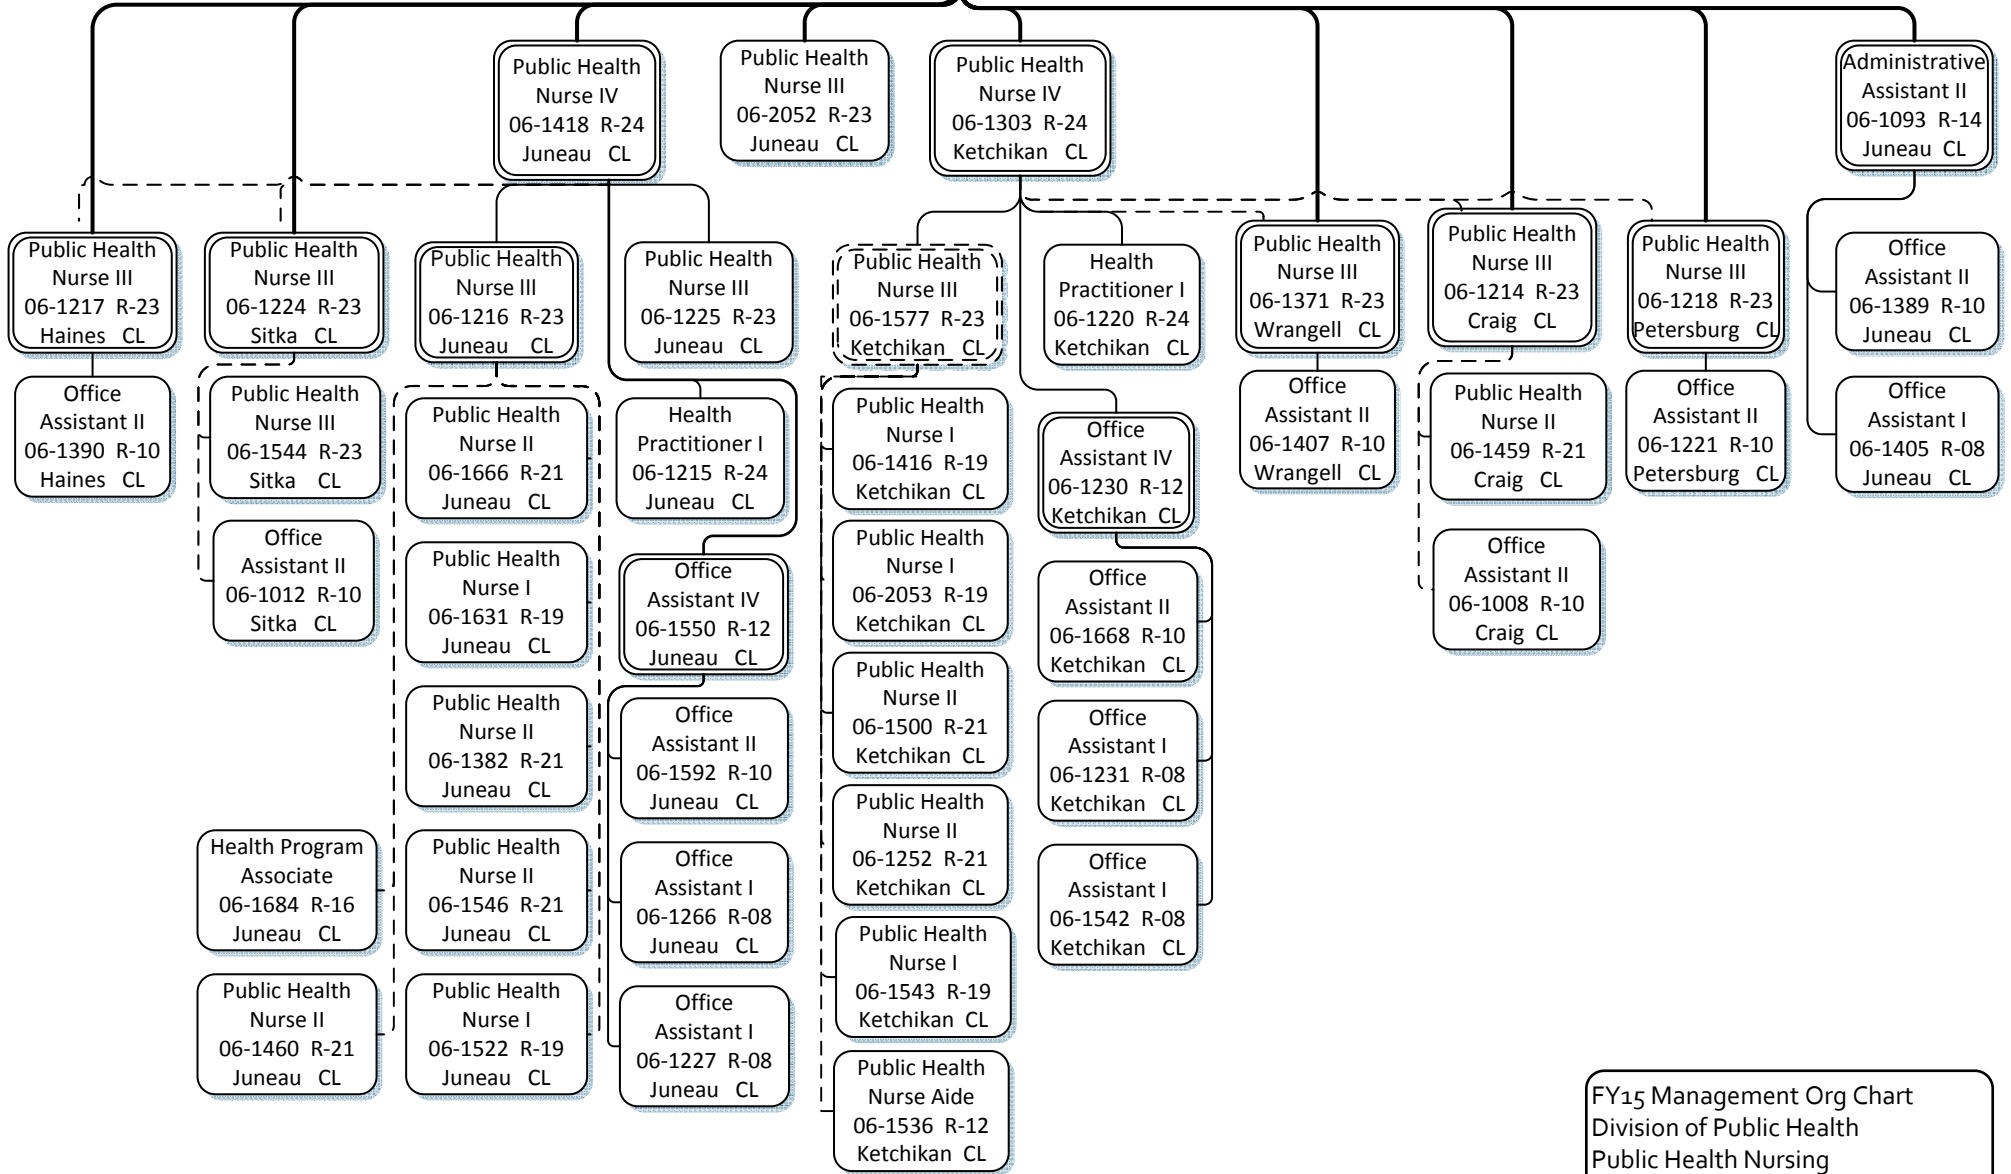 Public Health
Nurse IV
06-1418 R-24
Juneau CL
Public Health
Nurse III
06-2052 R-23
Juneau CL
Public Health
Nurse IV
06-1303 R-24
Ketchikan CL
Administrative
Assistant II
06-1093 R-14
Juneau CL
Public Health
Nurse III
06-1217 R-23
Haines CL
Public Health
Nurse III
06-1224 R-23
Sitka CL
Public Health
Nurse III
06-1216 R-23
Juneau CL
Public Health
Nurse III
06-1225 R-23
Juneau CL
Public Health
Nurse III
06-1577 R-23
Ketchikan CL
Health
Practitioner I
06-1220 R-24
Ketchikan CL
Public Health
Nurse III
06-1371 R-23
Wrangell CL
Public Health
Nurse III
06-1214 R-23
Craig CL
Public Health
Nurse III
06-1218 R-23
Petersburg CL
Office
Assistant II
06-1389 R-10
Juneau CL
Office
Assistant II
06-1390 R-10
Haines CL
Public Health
Nurse III
06-1544 R-23
Sitka CL
Public Health
Nurse II
06-1666 R-21
Juneau CL
Health
Practitioner I
06-1215 R-24
Juneau CL
Public Health
Nurse I
06-1416 R-19
Ketchikan CL
Office
Assistant IV
06-1230 R-12
Ketchikan CL
Office
Assistant II
06-1407 R-10
Wrangell CL
Public Health
Nurse II
06-1459 R-21
Craig CL
Office
Assistant II
06-1221 R-10
Petersburg CL
Office
Assistant I
06-1405 R-08
Juneau CL
Office
Assistant II
06-1012 R-10
Sitka CL
Public Health
Nurse I
06-1631 R-19
Juneau CL
Office
Assistant IV
06-1550 R-12
Juneau CL
Public Health
Nurse I
06-2053 R-19
Ketchikan CL
Office
Assistant II
06-1668 R-10
Ketchikan CL
Office
Assistant II
06-1008 R-10
Craig CL
Public Health
Nurse II
06-1382 R-21
Juneau CL
Office
Assistant II
06-1592 R-10
Juneau CL
Public Health
Nurse II
06-1500 R-21
Ketchikan CL
Office
Assistant I
06-1231 R-08
Ketchikan CL
Health Program
Associate
06-1684 R-16
Juneau CL
Public Health
Nurse II
06-1546 R-21
Juneau CL
Office
Assistant I
06-1266 R-08
Juneau CL
Public Health
Nurse II
06-1252 R-21
Ketchikan CL
Office
Assistant I
06-1542 R-08
Ketchikan CL
Public Health
Nurse II
06-1460 R-21
Juneau CL
Public Health
Nurse I
06-1522 R-19
Juneau CL
Office
Assistant I
06-1227 R-08
Juneau CL
Public Health
Nurse I
06-1543 R-19
Ketchikan CL
Public Health
Nurse Aide
06-1536 R-12
Ketchikan CL
FY15 Management Org Chart
Division of Public Health
Public Health Nursing